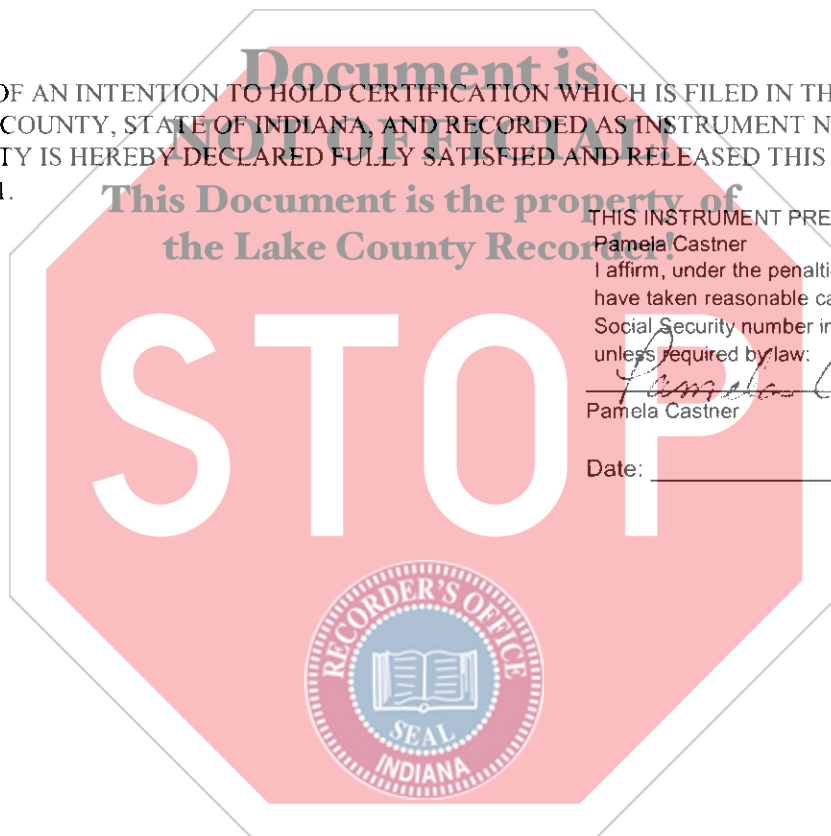 Document is
OF AN INTENTION TO HOLD CERTIFICATION WHICH IS FILED IN TH
COUNTY, STATE OF INDIANA, AND RECORDED AS INSTRUMENT N
NOT OFFICIAL!
TY IS HEREBY DECLARED FULLY SATISFIED AND RELEASED THIS
1.
This Document is the property of
the Lake County Recorder!
THIS INSTRUMENT PRE
Pamela Castner
I affirm, under the penalti
have taken reasonable ca
Social Security number in
unless required by law:
Pamela C
Pamela Castner
Date:
STOP
RECORDER'S OFFICE
SEAL
INDIANA